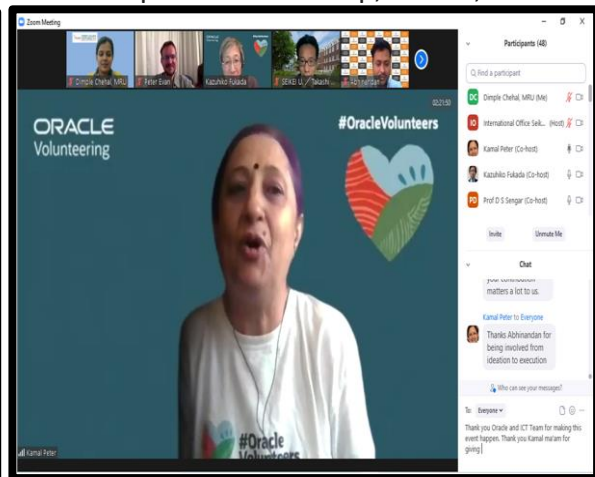 Zoom Meeting
Dimple Chehal, MRU
Peter Evan
Kazuhiko Fukada
SEIKEI U. / Takashi
Abhinandan
02:21:50
ORACLE
Volunteering
#OracleVolunteers
#Oracle
Volunteers
Kamal Peter
Participants (48)
Find a participant
DC Dimple Chehal, MRU (Me)
IO International Office Seik... (Host)
Kamal Peter (Co-host)
Kazuhiko Fukada (Co-host)
PD Prof D S Sengar (Co-host)
Invite Unmute Me
Chat
your contribution
matters a lot to us.
Kamal Peter to Everyone
Thanks Abhinandan for
being involved from
ideation to execution
Who can see your messages?
To: Everyone
Thank you Oracle and ICT Team for making this
event happen. Thank you Kamal ma'am for
giving